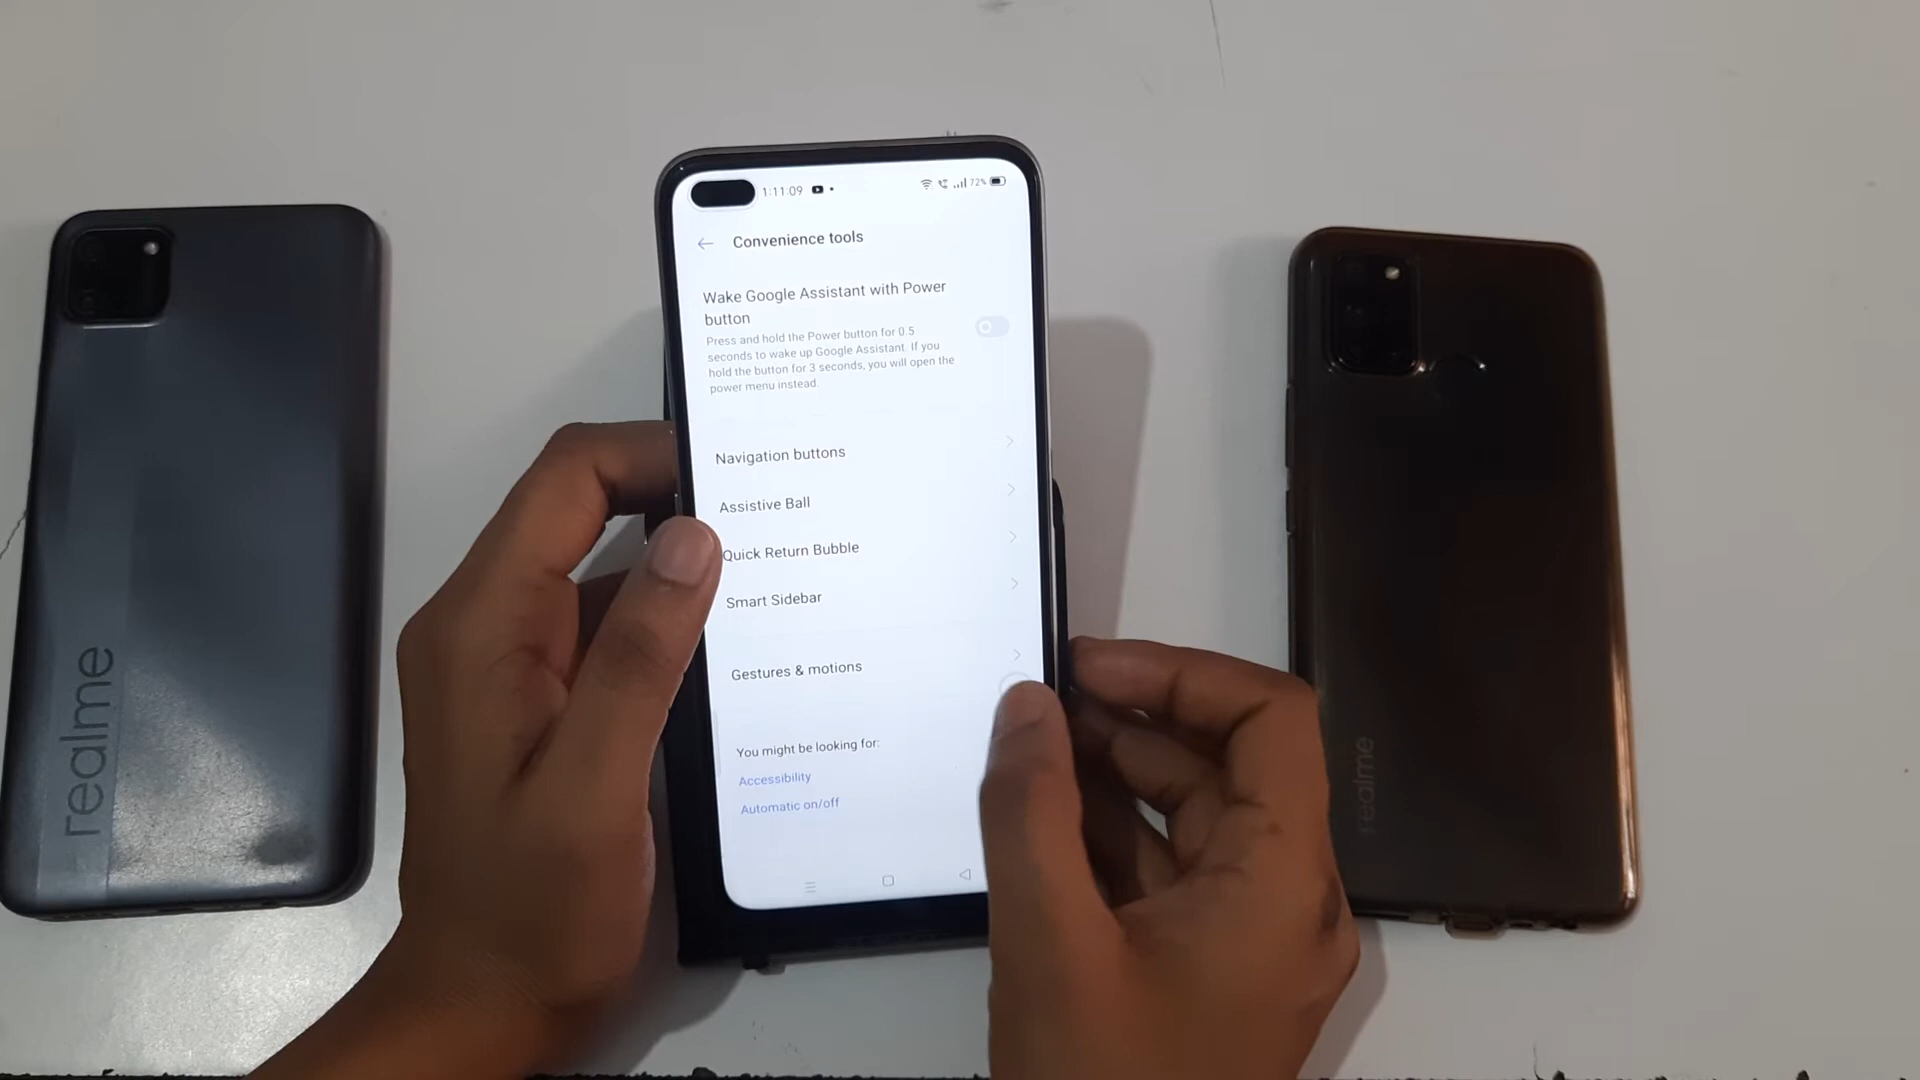 realme
1:11:09
72%
Convenience tools
Wake Google Assistant with Power
button
Press and hold the Power button for 0.5
seconds to wake up Google Assistant. If you
hold the button for 3 seconds, you will open the
power menu instead.
Navigation buttons
Assistive Ball
Quick Return Bubble
Smart Sidebar
Gestures & motions
You might be looking for:
Accessibility
Automatic on/off
realme